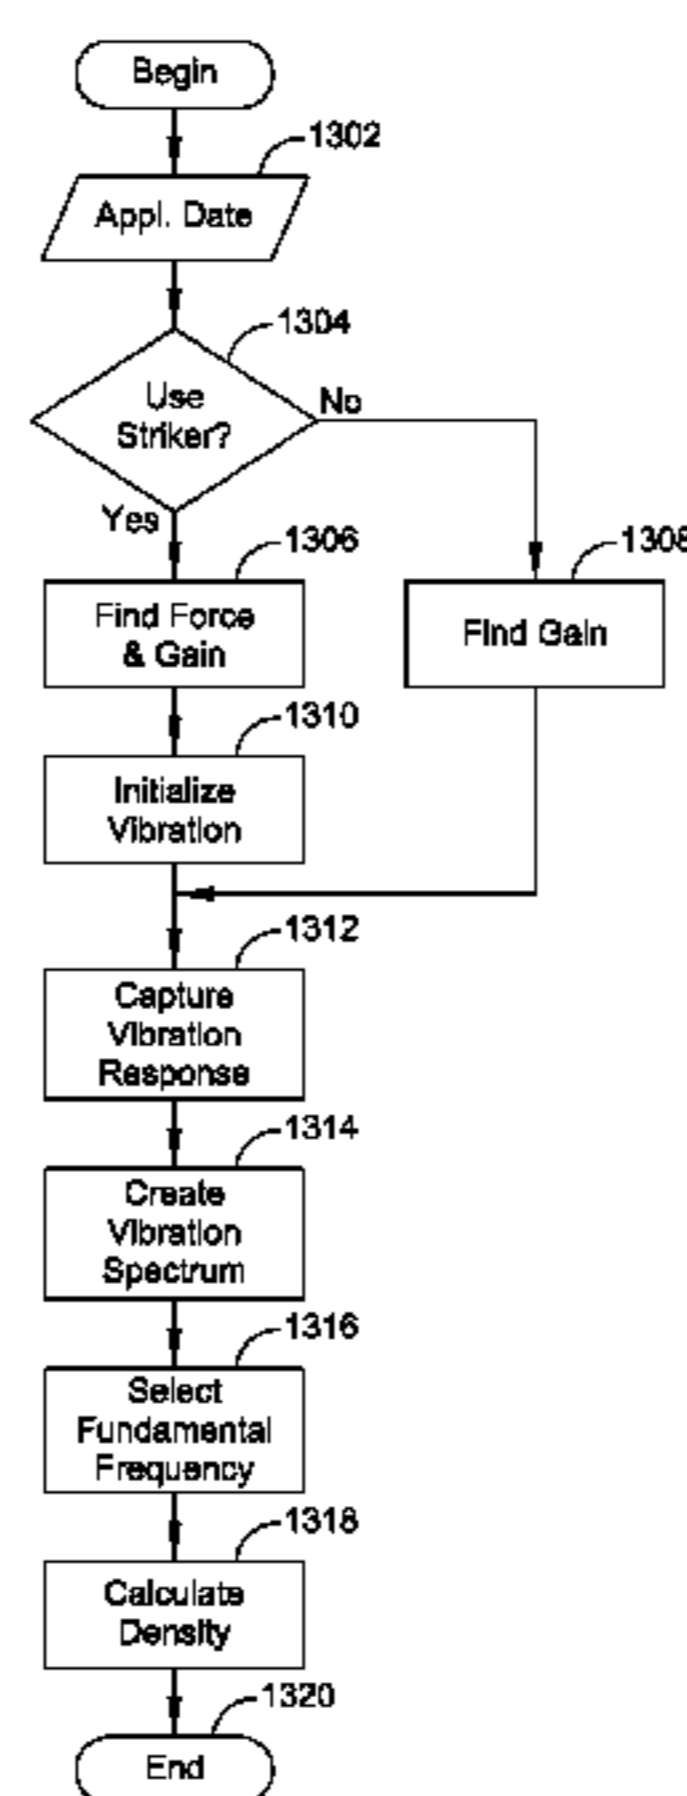 Begin
1302
Appl. Date
1304
Use
Striker?
No
Yes
1306
Find Force
& Gain
1308
Find Gain
1310
Initialize
Vibration
1312
Capture
Vibration
Response
1314
Create
Vibration
Spectrum
1316
Select
Fundamental
Frequency
1318
Calculate
Density
1320
End